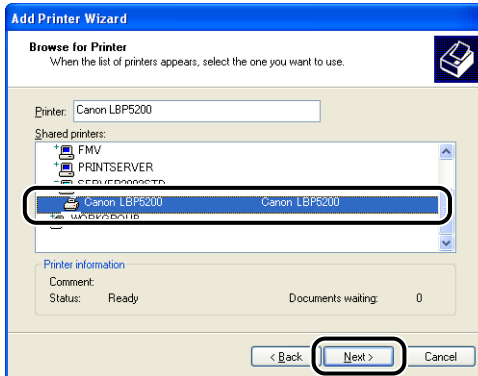 Add Printer Wizard
Browse for Printer
When the list of printers appears, select the one you want to use.
Printer: Canon LBP5200
Shared printers:
FMV
PRINTSERVER
SERVER2003STD
Canon LBP5200 Canon LBP5200
WORKGROUP
Printer information
Comment:
Status: Ready Documents waiting: 0
< Back Next > Cancel